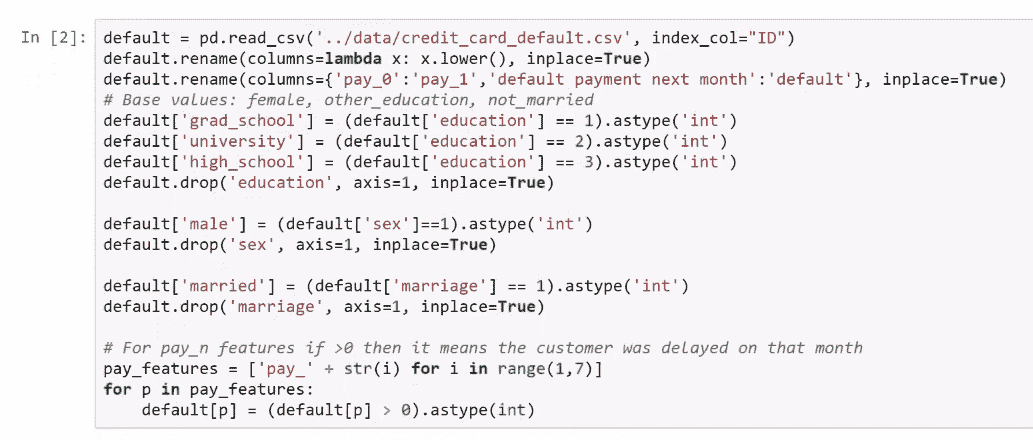 In [2]: default = pd.read_csv('../data/credit_card_default.csv', index_col="ID")
default.rename(columns=lambda x: x.lower(), inplace=True)
default.rename(columns={'pay_0':'pay_1','default payment next month':'default'}, inplace=True)
# Base values: female, other_education, not_married
default['grad_school'] = (default['education'] == 1).astype('int')
default['university'] = (default['education'] == 2).astype('int')
default['high_school'] = (default['education'] == 3).astype('int')
default.drop('education', axis=1, inplace=True)

default['male'] = (default['sex']==1).astype('int')
default.drop('sex', axis=1, inplace=True)

default['married'] = (default['marriage'] == 1).astype('int')
default.drop('marriage', axis=1, inplace=True)

# For pay_n features if >0 then it means the customer was delayed on that month
pay_features = ['pay_' + str(i) for i in range(1,7)]
for p in pay_features:
    default[p] = (default[p] > 0).astype(int)